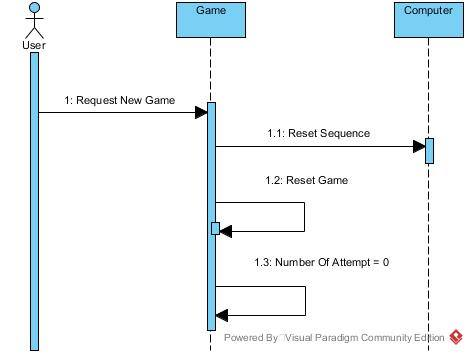 Game
Computer
User
1: Request New Game
1.1: Reset Sequence
1.2: Reset Game
1.3: Number Of Attempt = 0
Powered By Visual Paradigm Community Edition